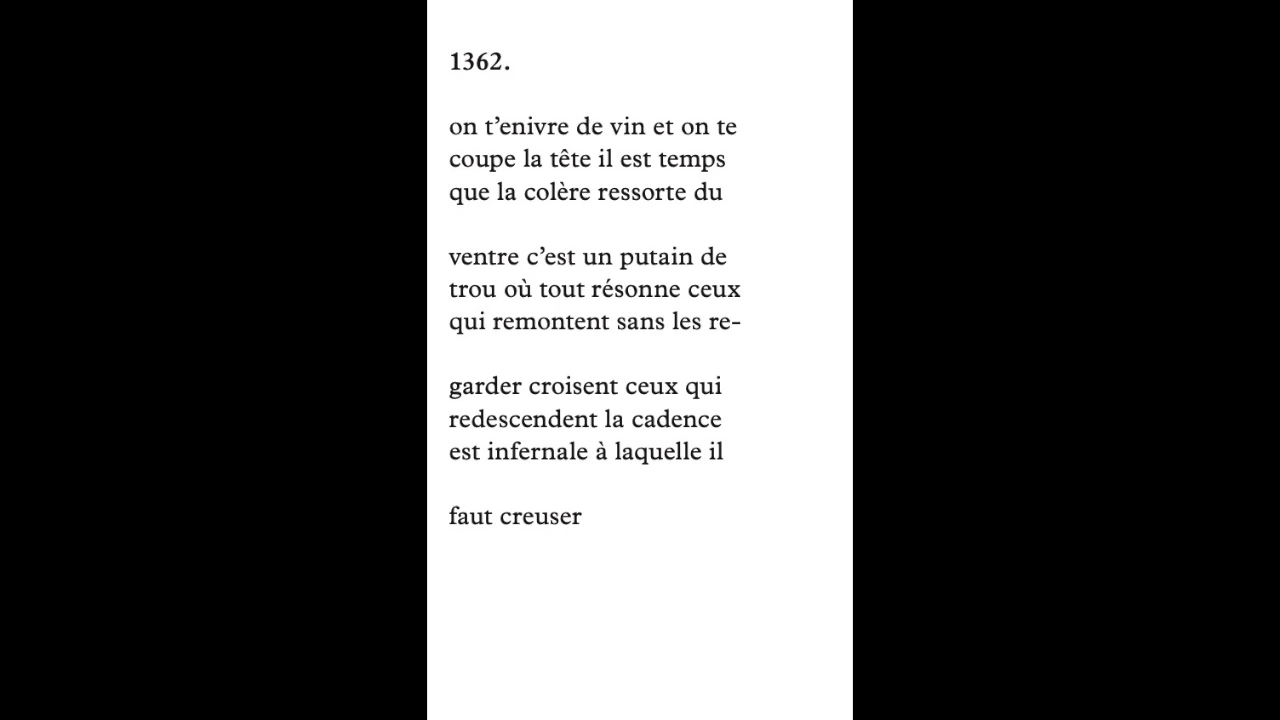 1362.
on t’enivre de vin et on te
coupe la tête il est temps
que la colère ressorte du
ventre c’est un putain de
trou où tout résonne ceux
qui remontent sans les re-
garder croisent ceux qui
redescendent la cadence
est infernale à laquelle il
faut creuser